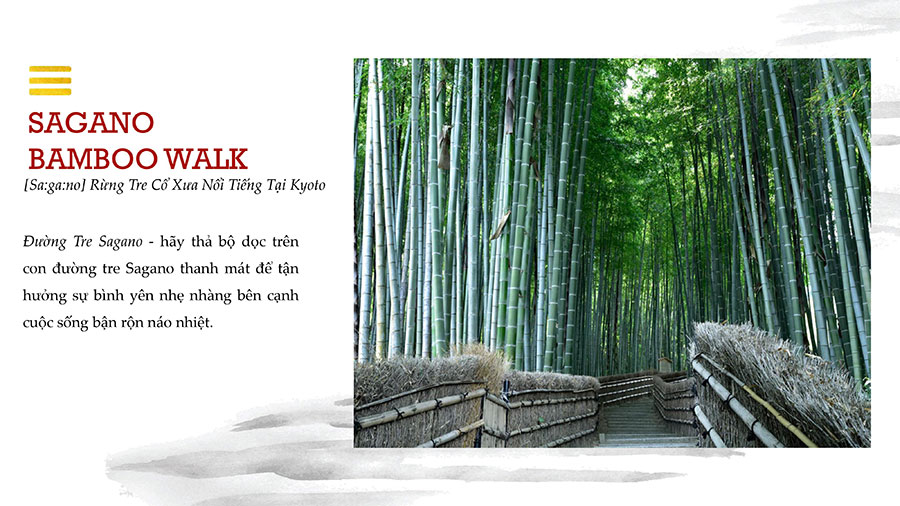 SAGANO
BAMBOO WALK
[Sa:ga:no] Rừng Tre Cổ Xưa Nổi Tiếng Tại Kyoto
Đường Tre Sagano - hãy thả bộ dọc trên
con đường tre Sagano thanh mát để tận
hưởng sự bình yên nhẹ nhàng bên cạnh
cuộc sống bận rộn náo nhiệt.